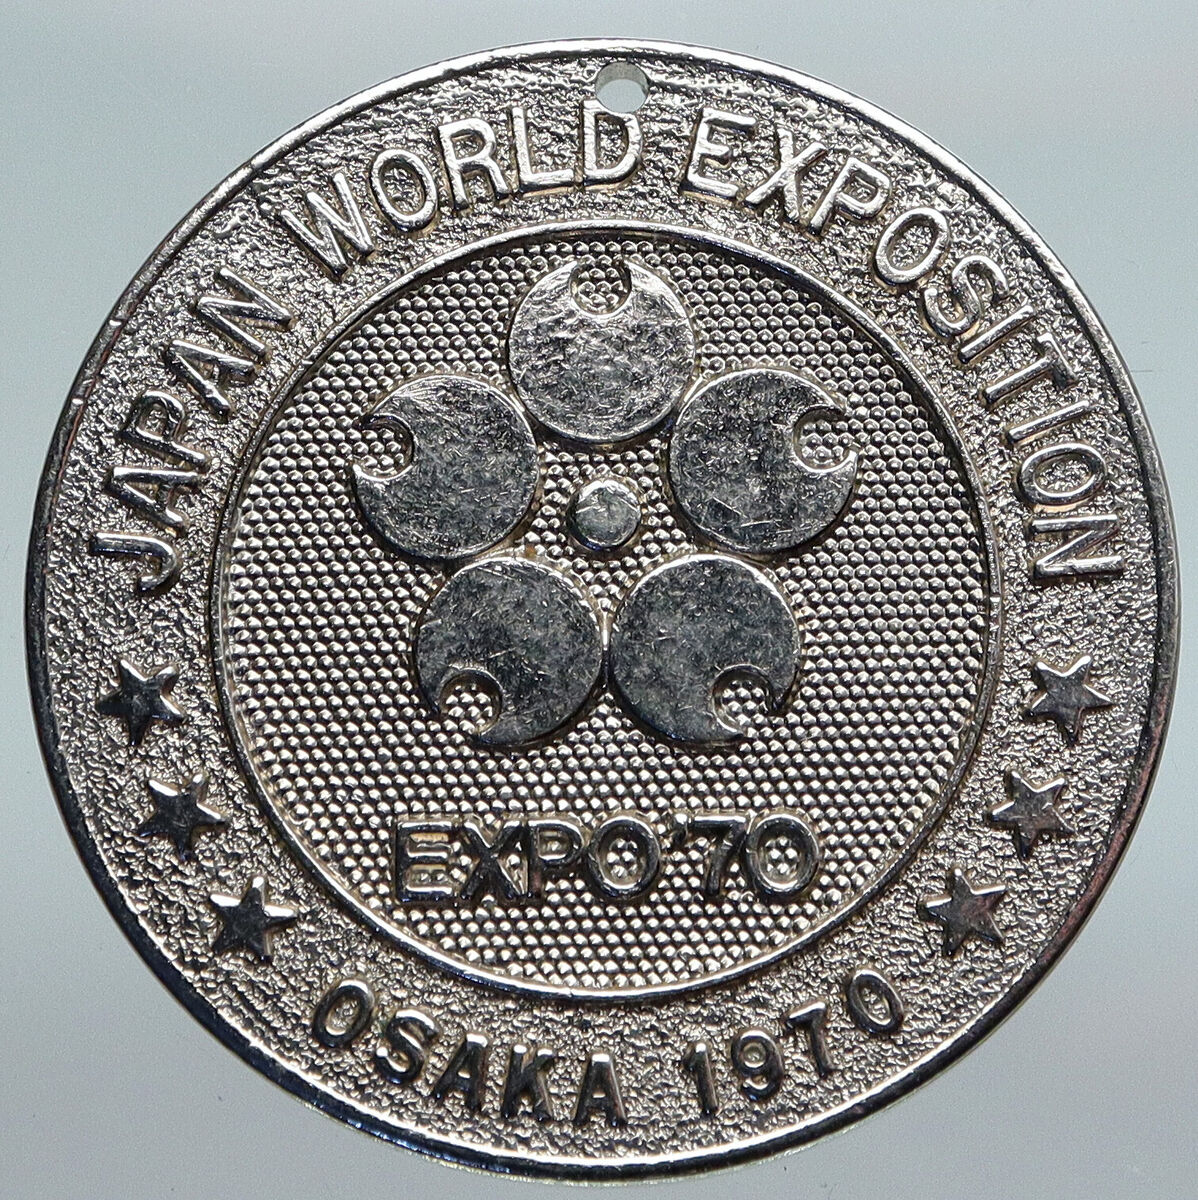 JAPAN WORLD EXPOSITION
EXPO'70
OSAKA 1970